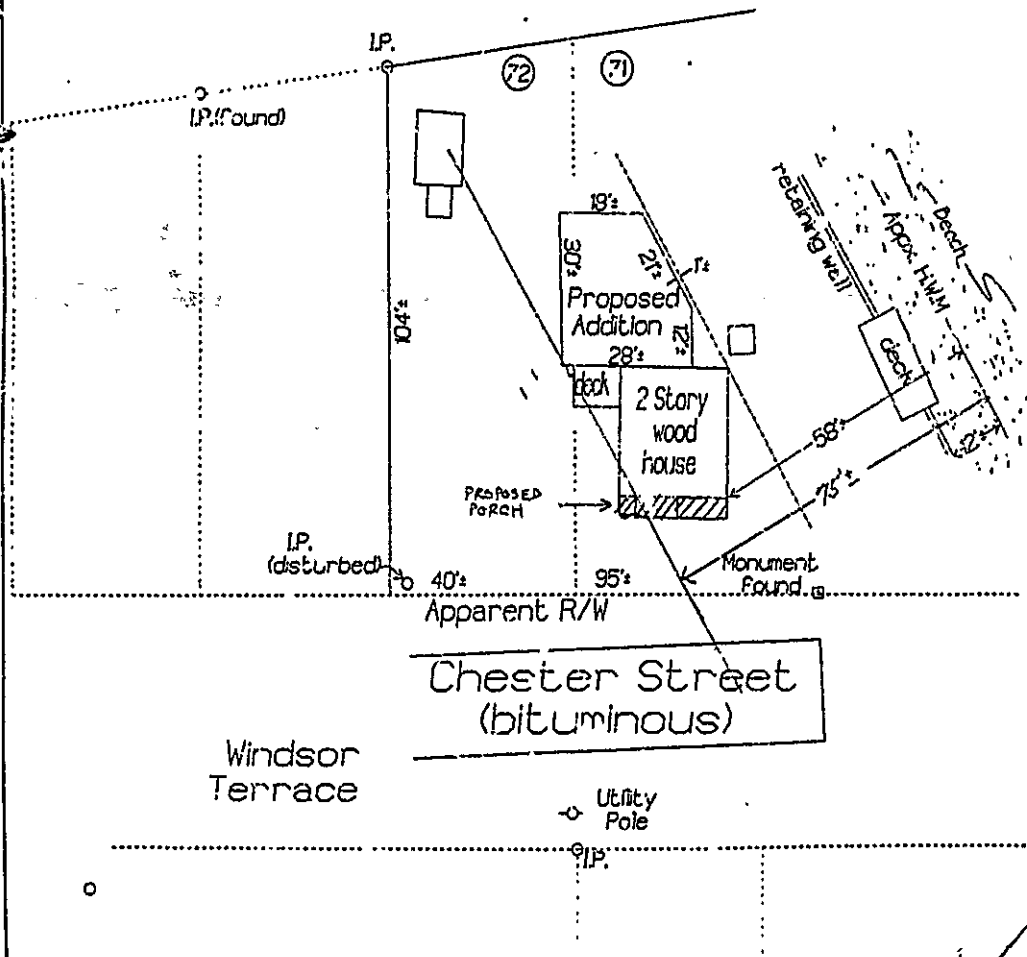 I.P.
72
71
I.P.(found)
19'±
30'±
21'±
1'±
Proposed
Addition
12'±
28'±
104'±
retaining wall
Appx. HWM
Beach
deck
deck
2 Story
wood
house
58'±
75'±
12'±
PROPOSED
PORCH
I.P.
(disturbed)
40'±
95'±
Monument
Found
Apparent R/W
Chester Street
(bituminous)
Windsor
Terrace
Utility
Pole
I.P.